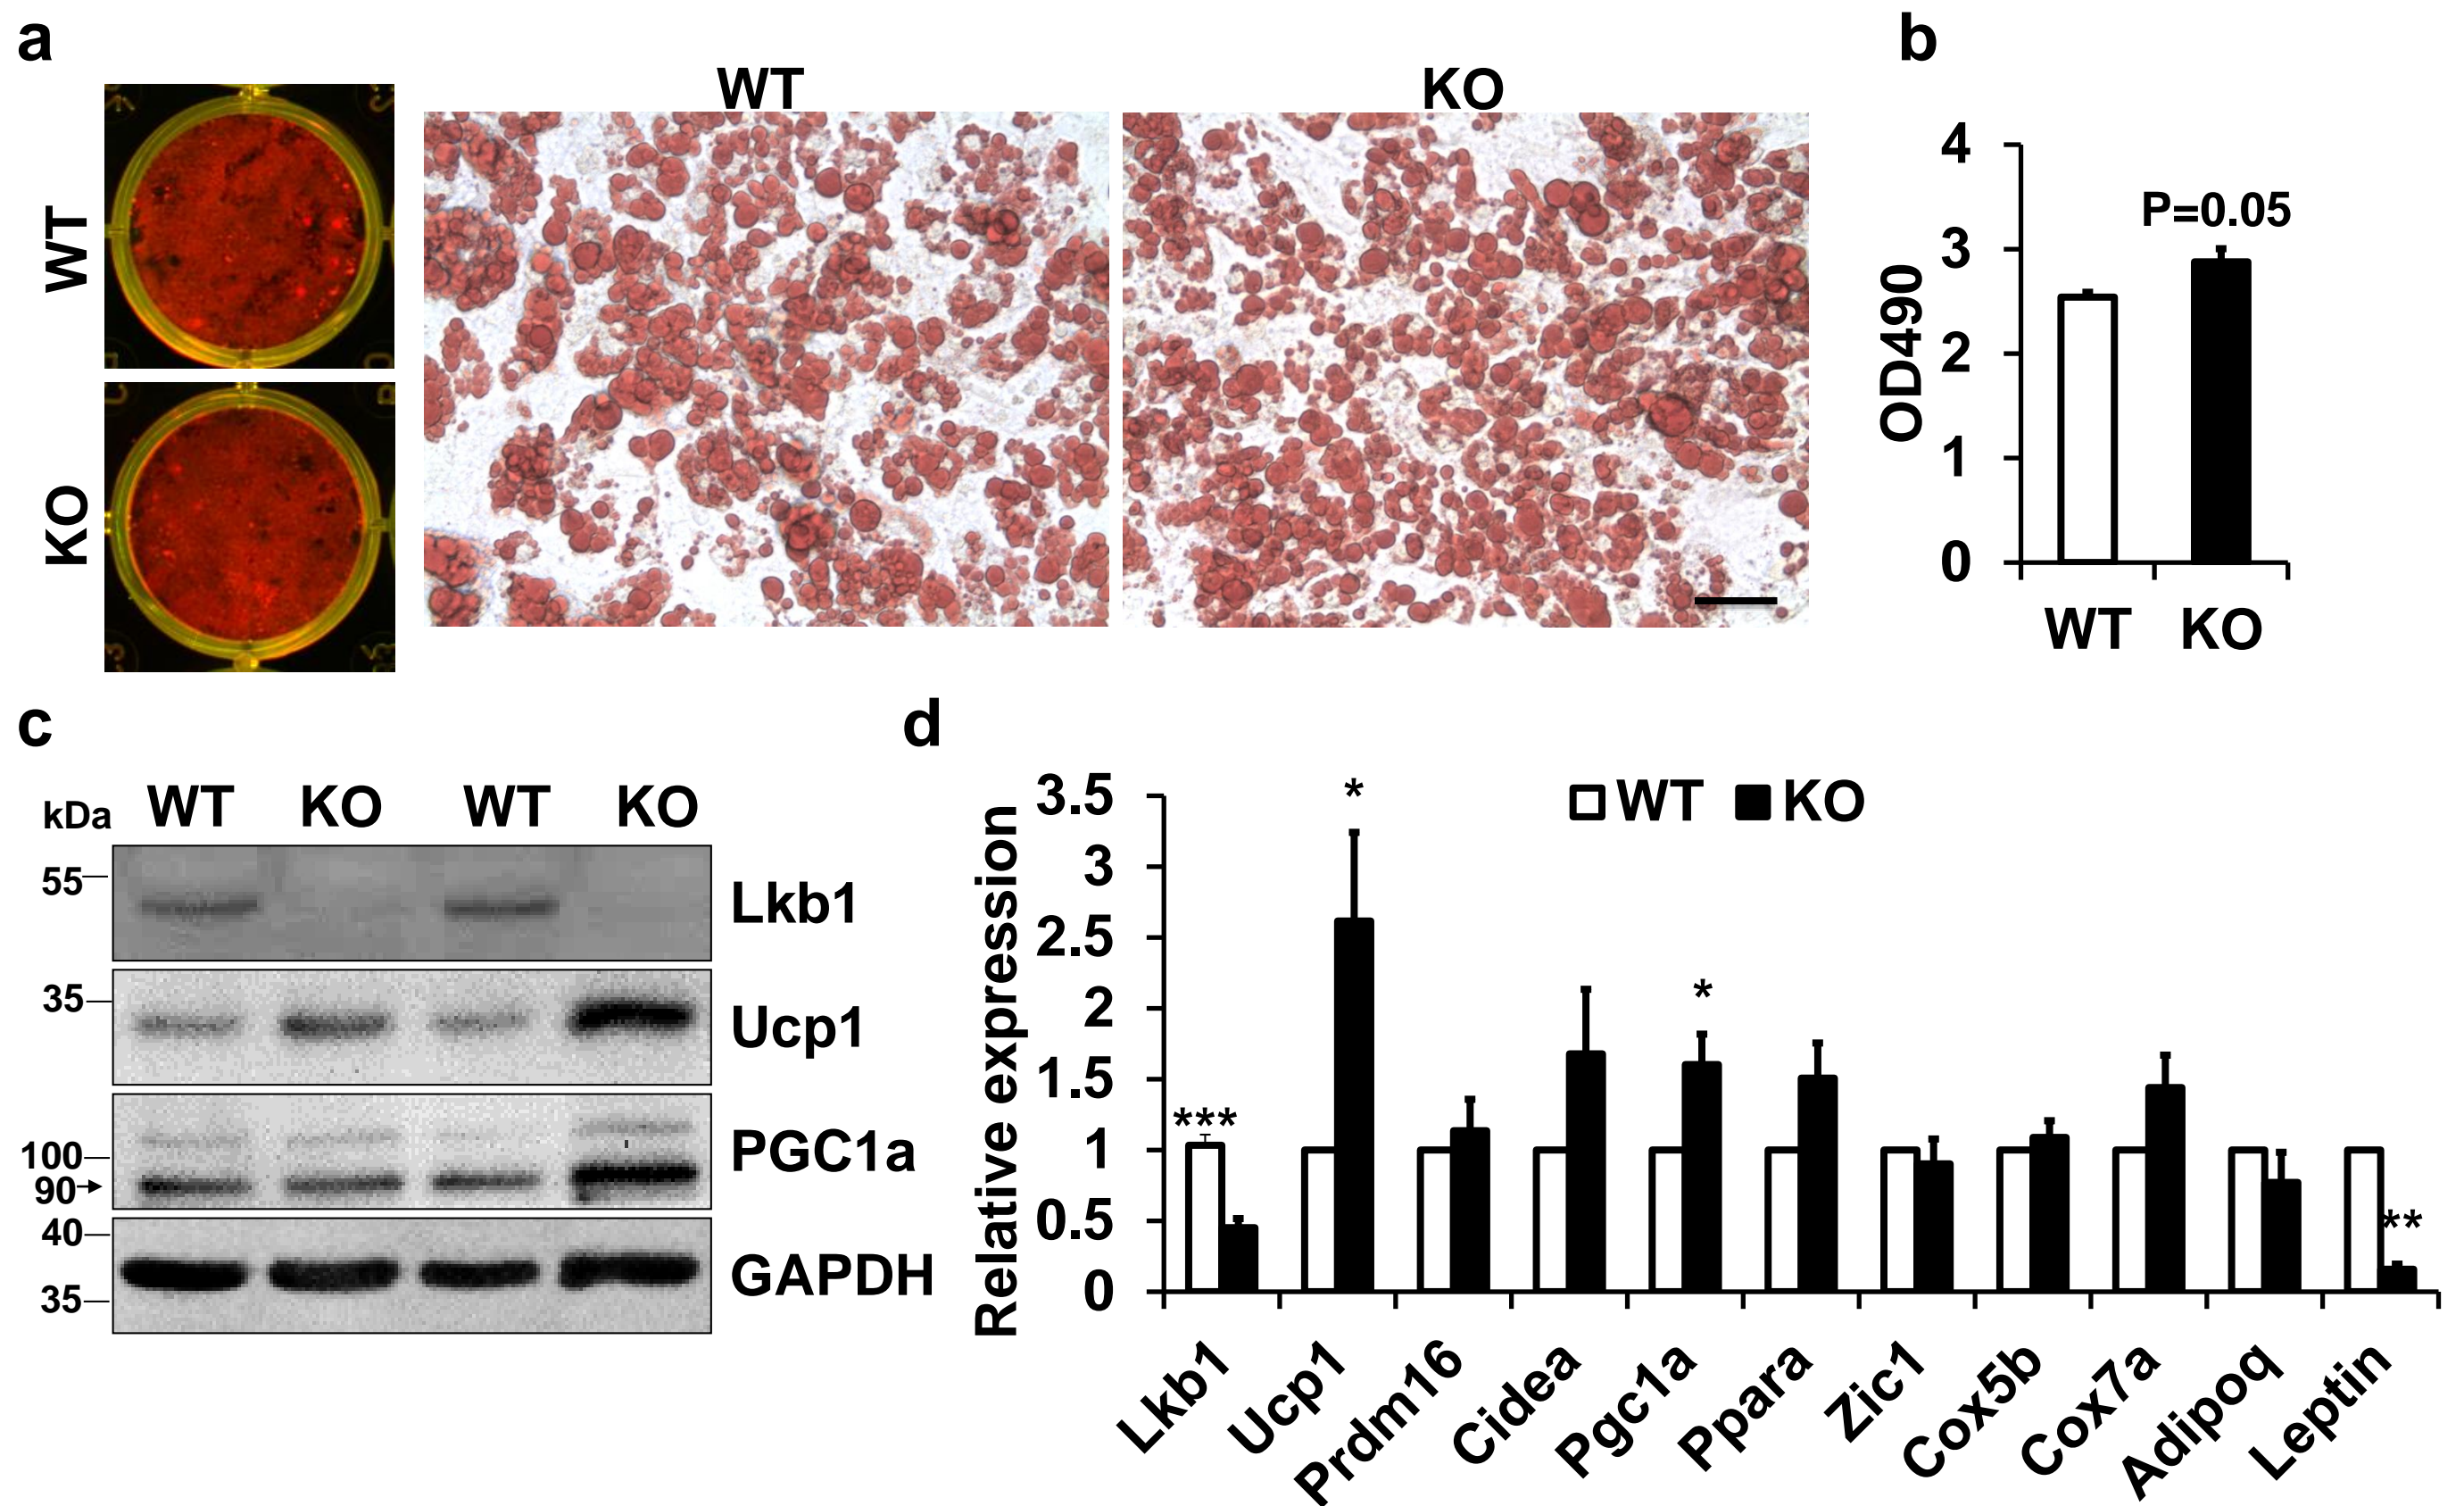 a
WT
KO
WT
KO
b
4
3
2
1
0
OD490
P=0.05
WT KO
c
kDa WT KO WT KO
55
Lkb1
35
Ucp1
100
90
PGC1a
40
35
GAPDH
d
Relative expression
3.5
3
2.5
2
1.5
1
0.5
0
WT KO
***
*
*
**
Lkb1
Ucp1
Prdm16
Cidea
Pgc1a
Ppara
Zic1
Cox5b
Cox7a
Adipoq
Leptin